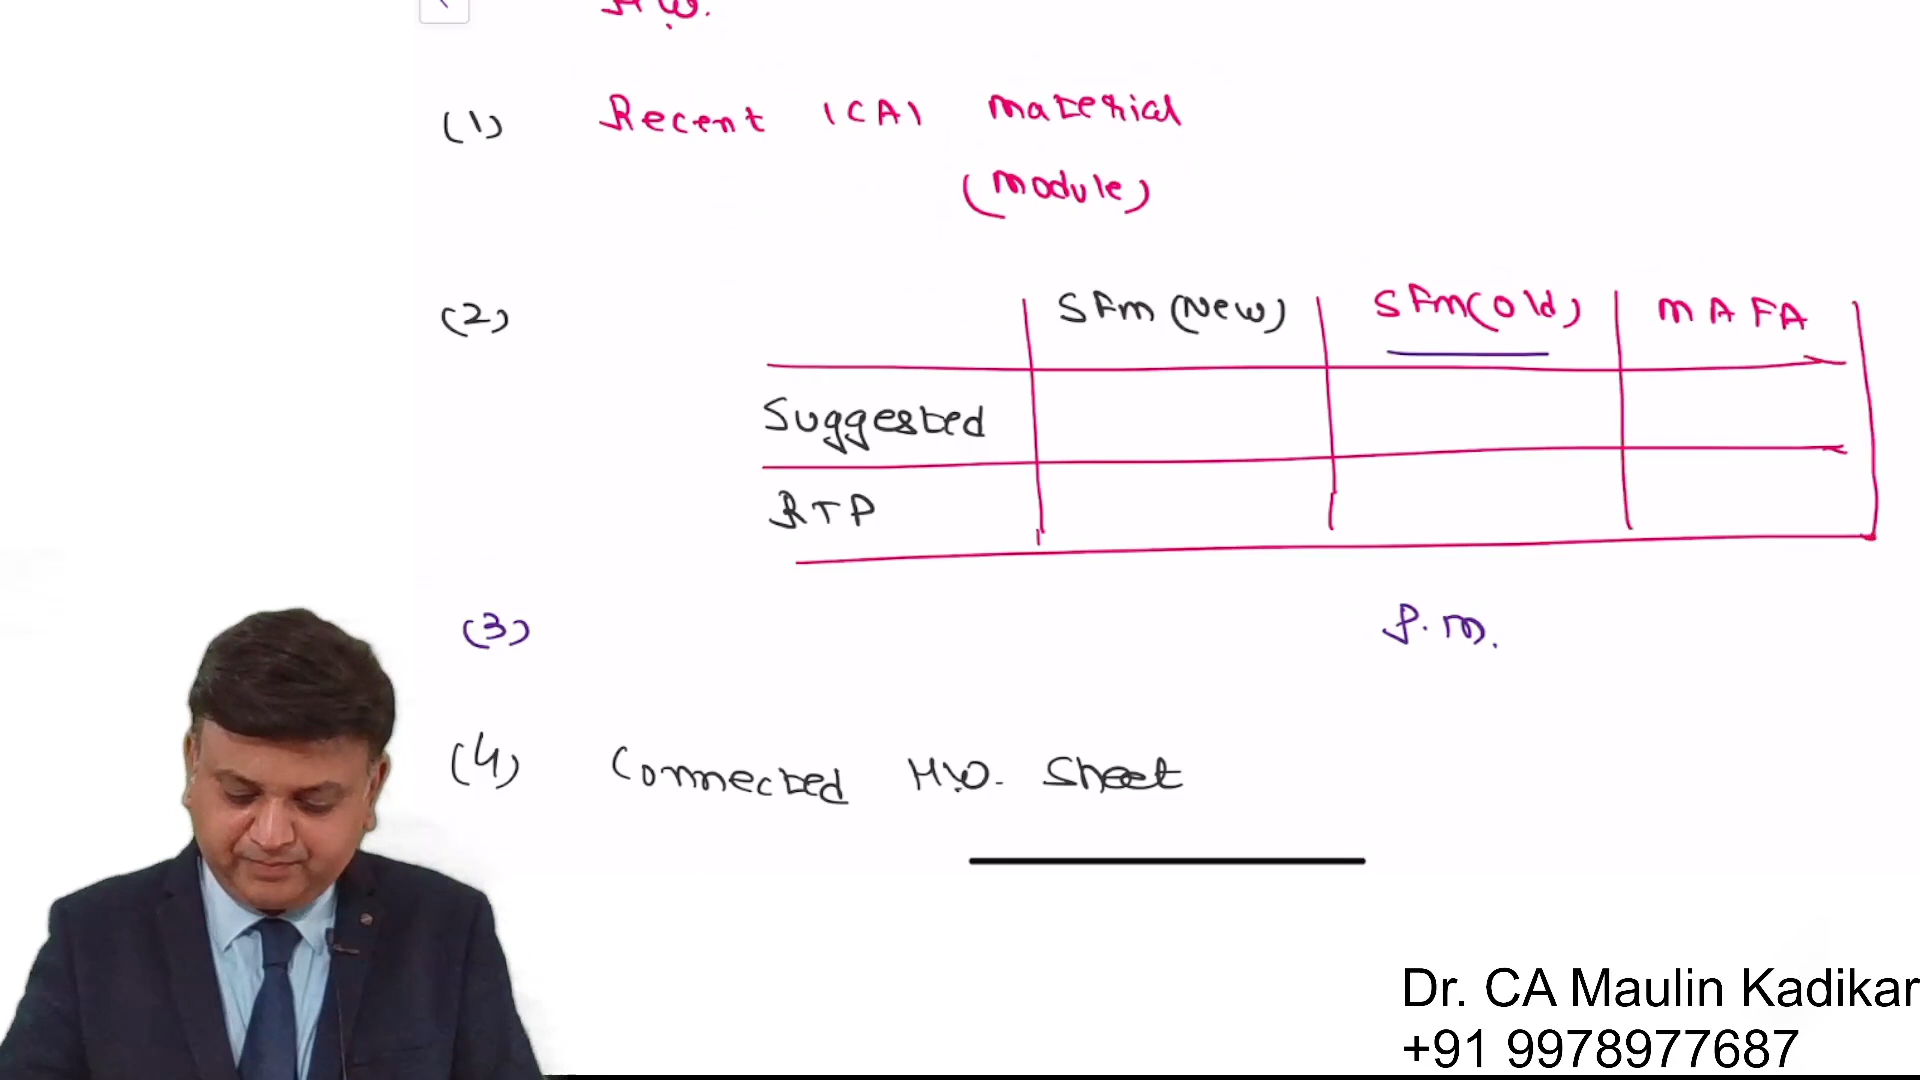 H.W.
(1) Recent ICAI material
(module)
(2) SFM (New) SFM (Old) MAFA
Suggested
RTP
(3) P.M.
(4) Connected H.W. Sheet
Dr. CA Maulin Kadikar
+91 9978977687